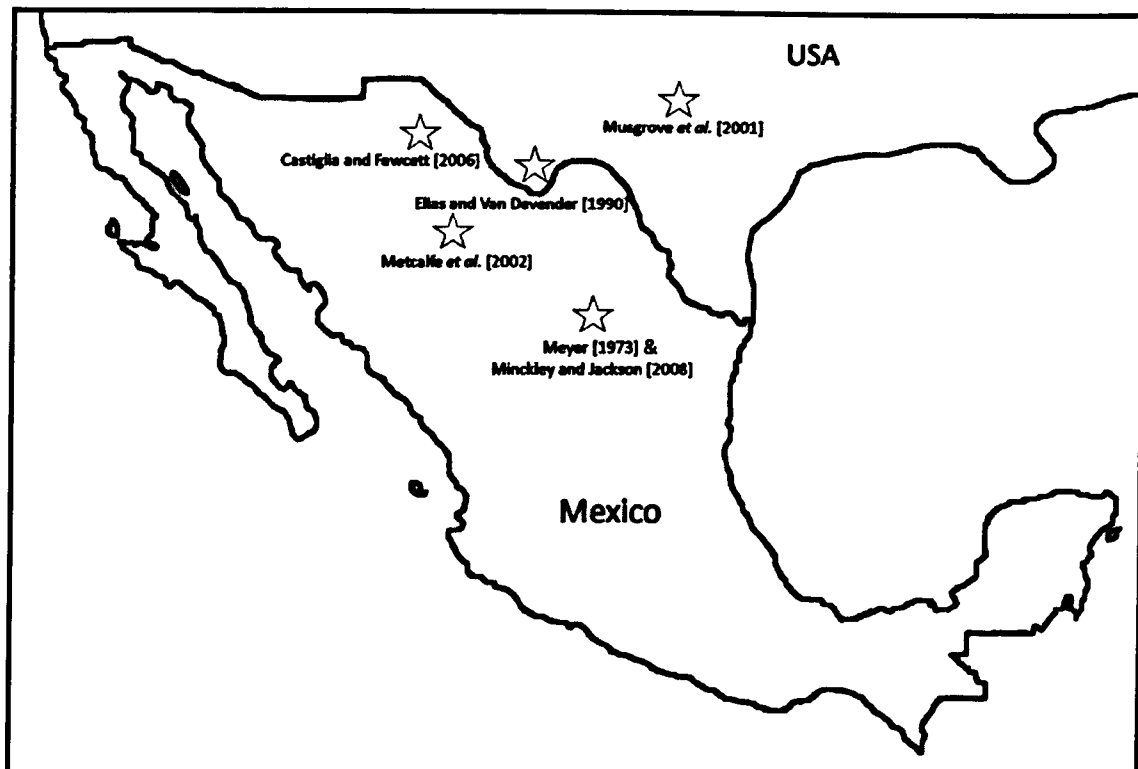 USA
Musgrove et al. [2001]
Castiglia and Fewcett [2006]
Elias and Van Devender [1990]
Metcalfe et al. [2002]
Meyer [1973] &
Minckley and Jackson [2008]
Mexico